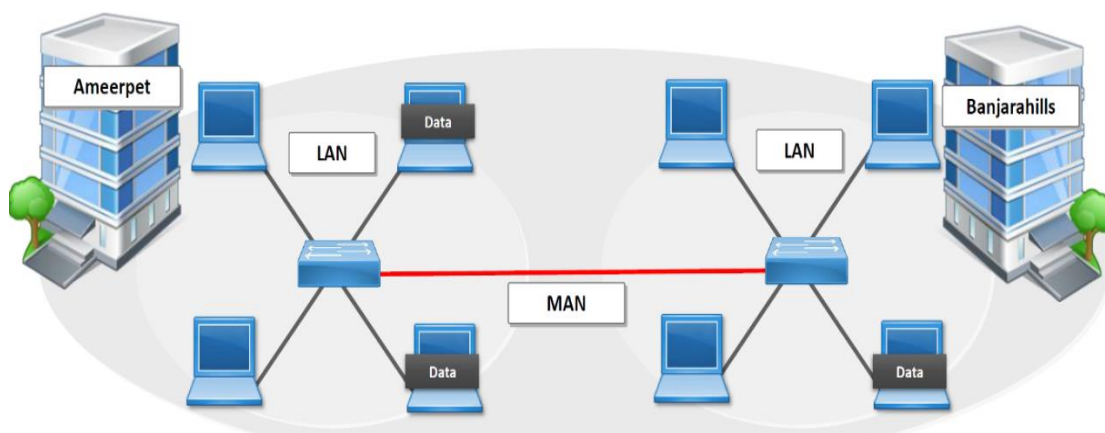 Ameerpet
Banjarahills
Data
LAN
LAN
MAN
Data
Data